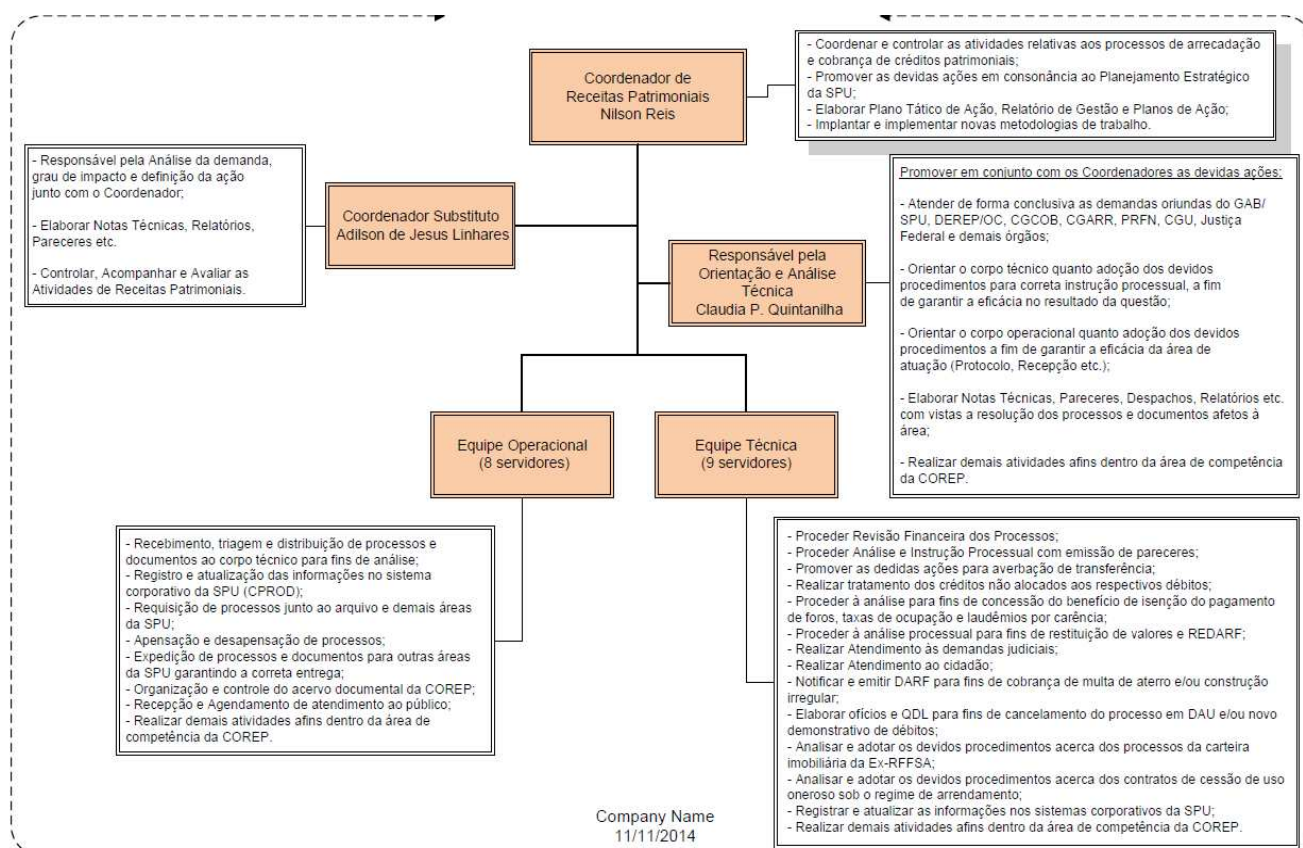 Coordenador de
Receitas Patrimoniais
Nilson Reis
- Coordenar e controlar as atividades relativas aos processos de arrecadação
e cobrança de créditos patrimoniais;
- Promover as devidas ações em consonância ao Planejamento Estratégico
da SPU;
- Elaborar Plano Tático de Ação, Relatório de Gestão e Planos de Ação;
- Implantar e implementar novas metodologias de trabalho.
- Responsável pela Análise da demanda,
grau de impacto e definição da ação
junto com o Coordenador;
- Elaborar Notas Técnicas, Relatórios,
Pareceres etc.
- Controlar, Acompanhar e Avaliar as
Atividades de Receitas Patrimoniais.
Coordenador Substituto
Adilson de Jesus Linhares
Responsável pela
Orientação e Análise
Técnica
Claudia P. Quintanilha
Promover em conjunto com os Coordenadores as devidas ações:
- Atender de forma conclusiva as demandas oriundas do GAB/
SPU, DEREP/OC, CGCOB, CGARR, PRFN, CGU, Justiça
Federal e demais órgãos;
- Orientar o corpo técnico quanto adoção dos devidos
procedimentos para correta instrução processual, a fim
de garantir a eficácia no resultado da questão;
- Orientar o corpo operacional quanto adoção dos devidos
procedimentos a fim de garantir a eficácia da área de
atuação (Protocolo, Recepção etc.);
- Elaborar Notas Técnicas, Pareceres, Despachos, Relatórios etc.
com vistas a resolução dos processos e documentos afetos à
área;
- Realizar demais atividades afins dentro da área de competência
da COREP.
Equipe Operacional
(8 servidores)
Equipe Técnica
(9 servidores)
- Recebimento, triagem e distribuição de processos e
documentos ao corpo técnico para fins de análise;
- Registro e atualização das informações no sistema
corporativo da SPU (CPROD);
- Requisição de processos junto ao arquivo e demais áreas
da SPU;
- Apensação e desapensação de processos;
- Expedição de processos e documentos para outras áreas
da SPU garantindo a correta entrega;
- Organização e controle do acervo documental da COREP;
- Recepção e Agendamento de atendimento ao público;
- Realizar demais atividades afins dentro da área de
competência da COREP.
- Proceder Revisão Financeira dos Processos;
- Proceder Análise e Instrução Processual com emissão de pareceres;
- Promover as dedidas ações para averbação de transferência;
- Realizar tratamento dos créditos não alocados aos respectivos débitos;
- Proceder à análise para fins de concessão do benefício de isenção do pagamento
de foros, taxas de ocupação e laudêmios por carência;
- Proceder à análise processual para fins de restituição de valores e REDARF;
- Realizar Atendimento ás demandas judiciais;
- Realizar Atendimento ao cidadão;
- Notificar e emitir DARF para fins de cobrança de multa de aterro e/ou construção
irregular;
- Elaborar ofícios e QDL para fins de cancelamento do processo em DAU e/ou novo
demonstrativo de débitos;
- Analisar e adotar os devidos procedimentos acerca dos processos da carteira
imobiliária da Ex-RFFSA;
- Analisar e adotar os devidos procedimentos acerca dos contratos de cessão de uso
oneroso sob o regime de arrendamento;
- Registrar e atualizar as informações nos sistemas corporativos da SPU;
- Realizar demais atividades afins dentro da área de competência da COREP.
Company Name
11/11/2014